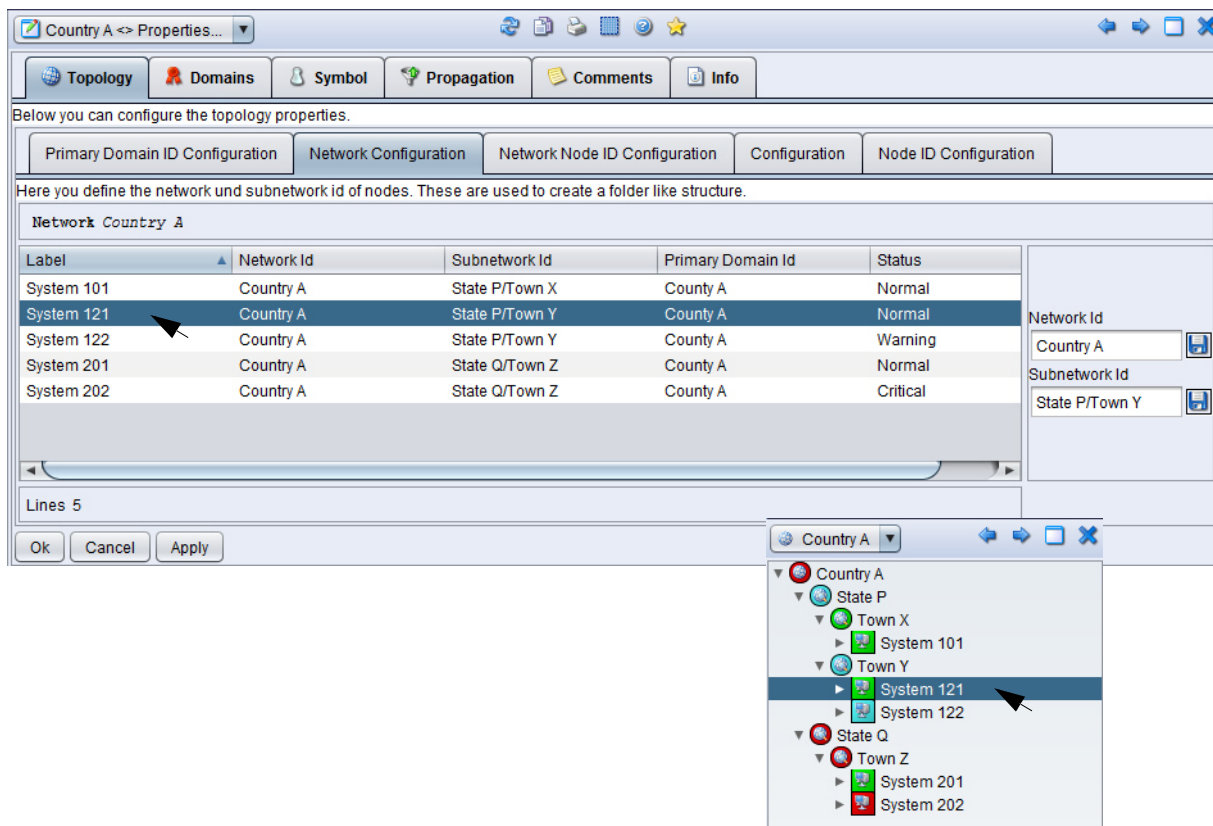 Country A <> Properties...
Topology Domains Symbol Propagation Comments Info
Below you can configure the topology properties.
Primary Domain ID Configuration Network Configuration Network Node ID Configuration Configuration Node ID Configuration
Here you define the network und subnetwork id of nodes. These are used to create a folder like structure.
Network Country A
Label Network Id Subnetwork Id Primary Domain Id Status
System 101 Country A State P/Town X County A Normal
System 121 Country A State P/Town Y County A Normal
System 122 Country A State P/Town Y County A Warning
System 201 Country A State Q/Town Z County A Normal
System 202 Country A State Q/Town Z County A Critical
Network Id
Country A
Subnetwork Id
State P/Town Y
Lines 5
Ok Cancel Apply
Country A
Country A
State P
Town X
System 101
Town Y
System 121
System 122
State Q
Town Z
System 201
System 202